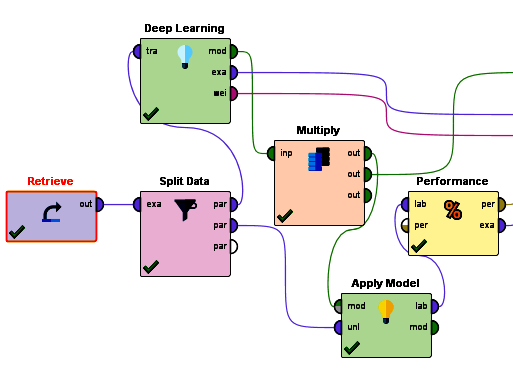 Deep Learning
tra mod
exa
wei
Multiply
inp out
out
out
Retrieve
out
Split Data
exa par
par
par
Performance
lab per
per exa
%
Apply Model
mod lab
unl mod